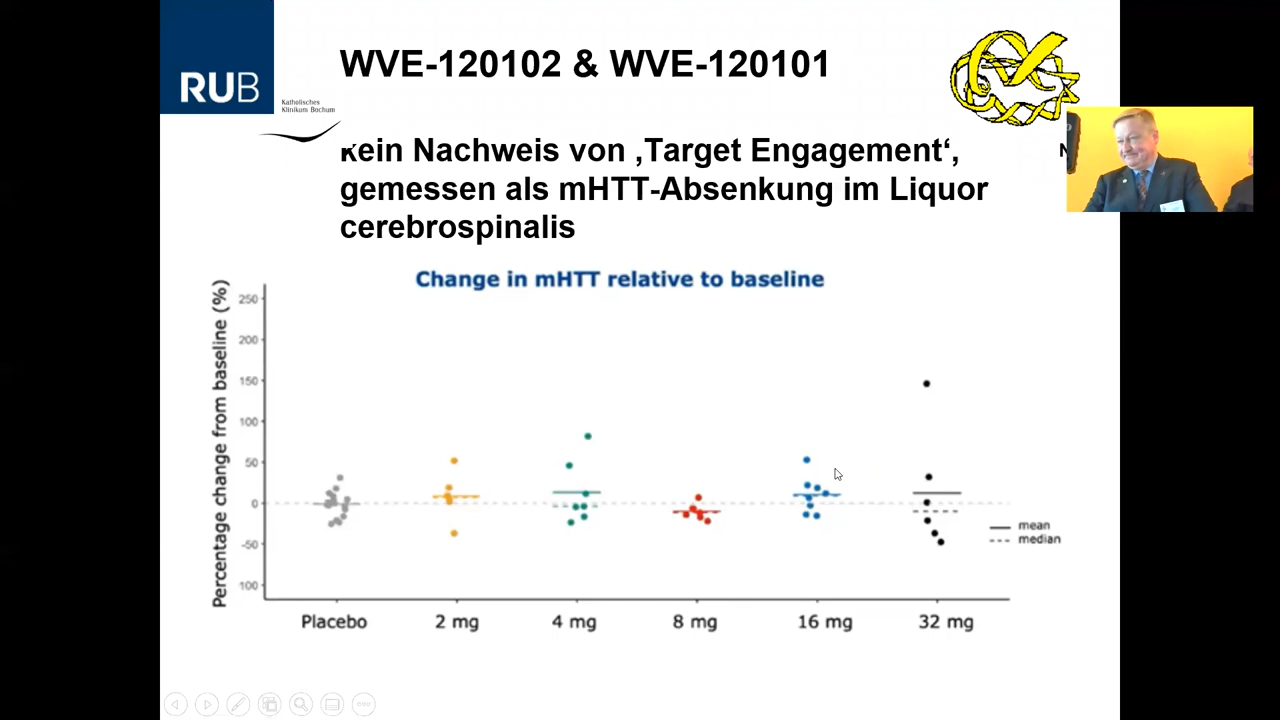 WVE-120102 & WVE-120101
RUB
Katholisches
Klinikum Bochum
kein Nachweis von ‚Target Engagement‘,
gemessen als mHTT-Absenkung im Liquor
cerebrospinalis
N
Change in mHTT relative to baseline
Percentage change from baseline (%)
250
200
150
100
50
0
-50
100
mean
median
Placebo
2 mg
4 mg
8 mg
16 mg
32 mg